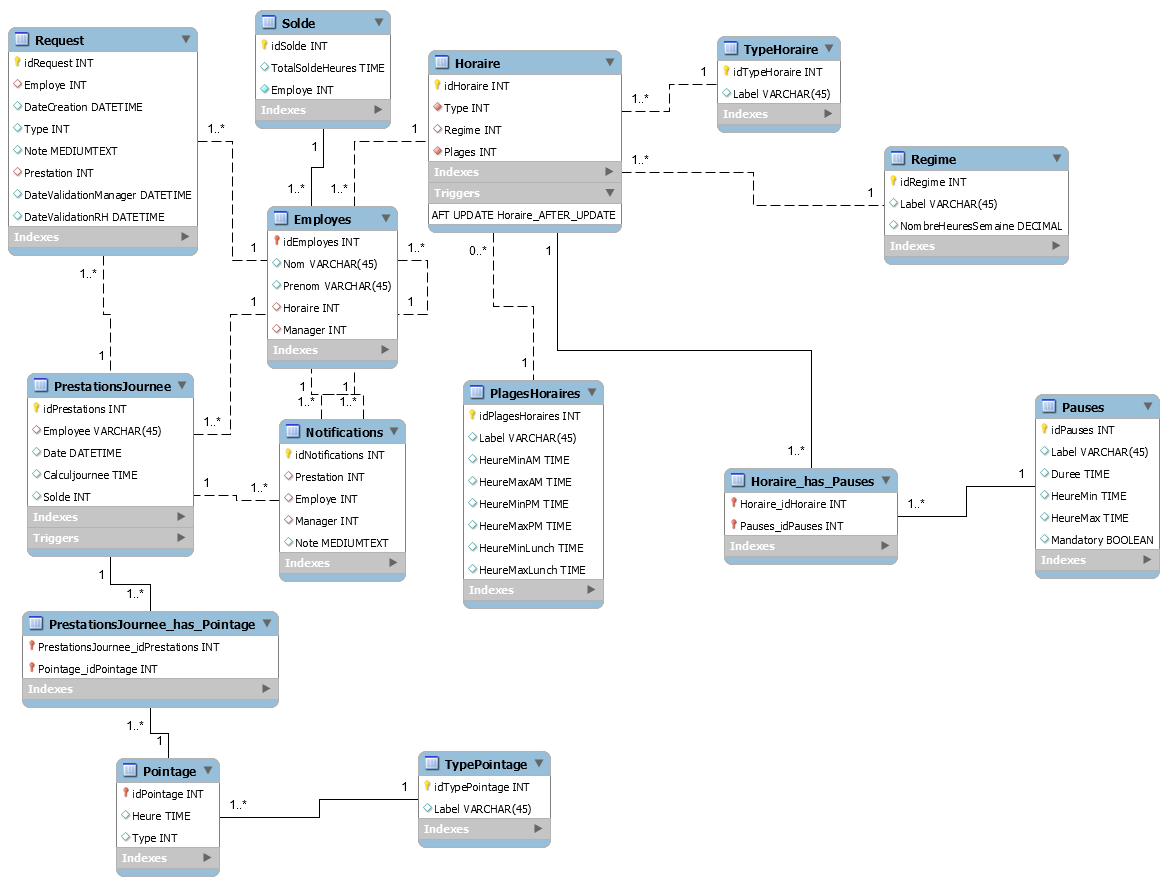 Request
idRequest INT
Employe INT
DateCreation DATETIME
Type INT
Note MEDIUMTEXT
Prestation INT
DateValidationManager DATETIME
DateValidationRH DATETIME
Indexes
Solde
idSolde INT
TotalSoldeHeures TIME
Employe INT
Indexes
Horaire
idHoraire INT
Type INT
Regime INT
Plages INT
Indexes
Triggers
AFT UPDATE Horaire_AFTER_UPDATE
TypeHoraire
idTypeHoraire INT
Label VARCHAR(45)
Indexes
Regime
idRegime INT
Label VARCHAR(45)
NombreHeuresSemaine DECIMAL
Indexes
1..*
1
1
1..*
1..*
1
1..*
1
1..*
1
Employes
idEmployes INT
Nom VARCHAR(45)
Prenom VARCHAR(45)
Horaire INT
Manager INT
Indexes
1..*
1
1
1..*
1..*
1
0..*
1
1
1..*
1
1..*
1
1..*
PrestationsJournee
idPrestations INT
Employee VARCHAR(45)
Date DATETIME
Calculjournee TIME
Solde INT
Indexes
Triggers
1
1..*
Notifications
idNotifications INT
Prestation INT
Employe INT
Manager INT
Note MEDIUMTEXT
Indexes
PlagesHoraires
idPlagesHoraires INT
Label VARCHAR(45)
HeureMinAM TIME
HeureMaxAM TIME
HeureMinPM TIME
HeureMaxPM TIME
HeureMinLunch TIME
HeureMaxLunch TIME
Indexes
Horaire_has_Pauses
Horaire_idHoraire INT
Pauses_idPauses INT
Indexes
1..*
1
Pauses
idPauses INT
Label VARCHAR(45)
Duree TIME
HeureMin TIME
HeureMax TIME
Mandatory BOOLEAN
Indexes
1
1..*
PrestationsJournee_has_Pointage
PrestationsJournee_idPrestations INT
Pointage_idPointage INT
Indexes
1..*
1
Pointage
idPointage INT
Heure TIME
Type INT
Indexes
1..*
1
TypePointage
idTypePointage INT
Label VARCHAR(45)
Indexes